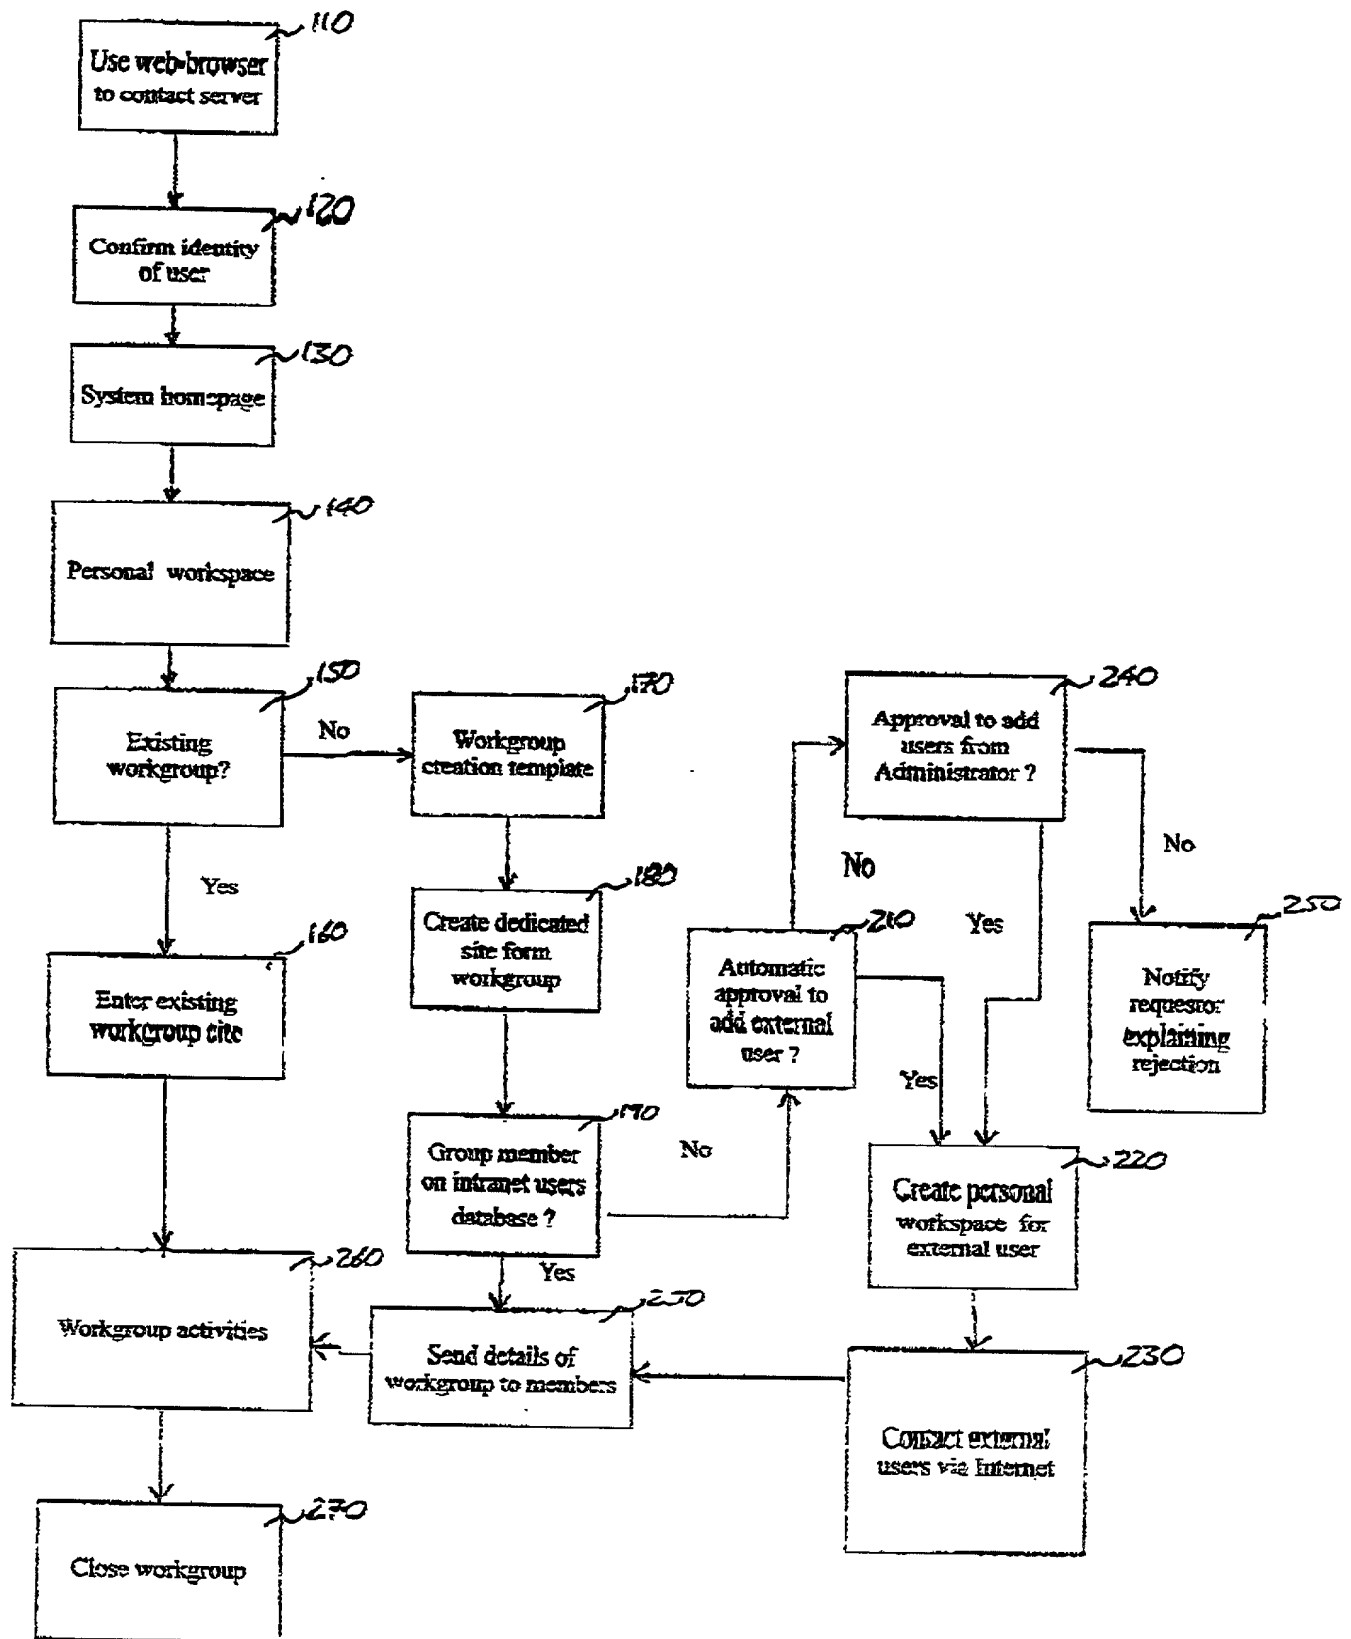 110
Use web-browser
to contact server
120
Confirm identity
of user
130
System homepage
140
Personal workspace
150
Existing
workgroup?
No
Yes
160
Enter existing
workgroup site
170
Workgroup
creation template
180
Create dedicated
site form
workgroup
190
Group member
on intranet users
database ?
No
Yes
210
Automatic
approval to
add external
user ?
No
Yes
240
Approval to add
users from
Administrator ?
No
Yes
250
Notify
requestor
explaining
rejection
220
Create personal
workspace for
external user
230
Contact external
users via Internet
Send details of
workgroup to members
260
Workgroup activities
270
Close workgroup